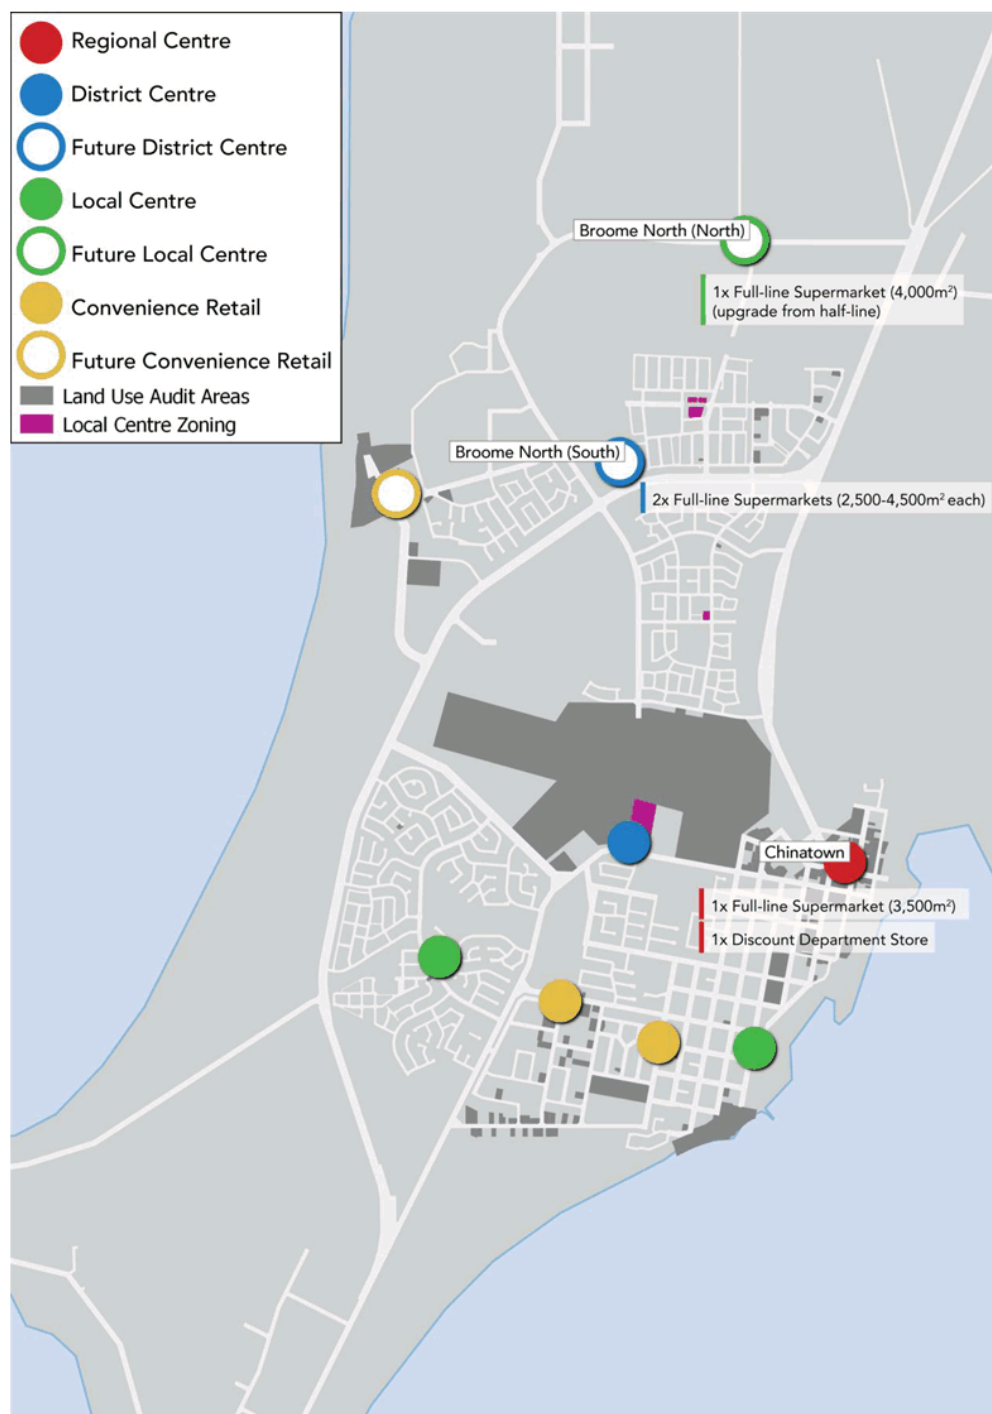 Regional Centre
District Centre
Future District Centre
Local Centre
Future Local Centre
Convenience Retail
Future Convenience Retail
Land Use Audit Areas
Local Centre Zoning
Broome North (North)
1x Full-line Supermarket (4,000m²)
(upgrade from half-line)
Broome North (South)
2x Full-line Supermarkets (2,500-4,500m² each)
Chinatown
1x Full-line Supermarket (3,500m²)
1x Discount Department Store